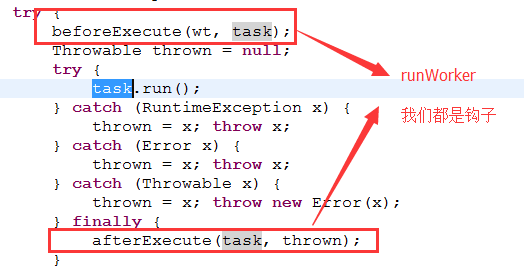 try {
beforeExecute(wt, task);
Throwable thrown = null;
try {
task.run();
} catch (RuntimeException x) {
thrown = x; throw x;
} catch (Error x) {
thrown = x; throw x;
} catch (Throwable x) {
thrown = x; throw new Error(x);
} finally {
afterExecute(task, thrown);
}
runWorker
我们都是钩子